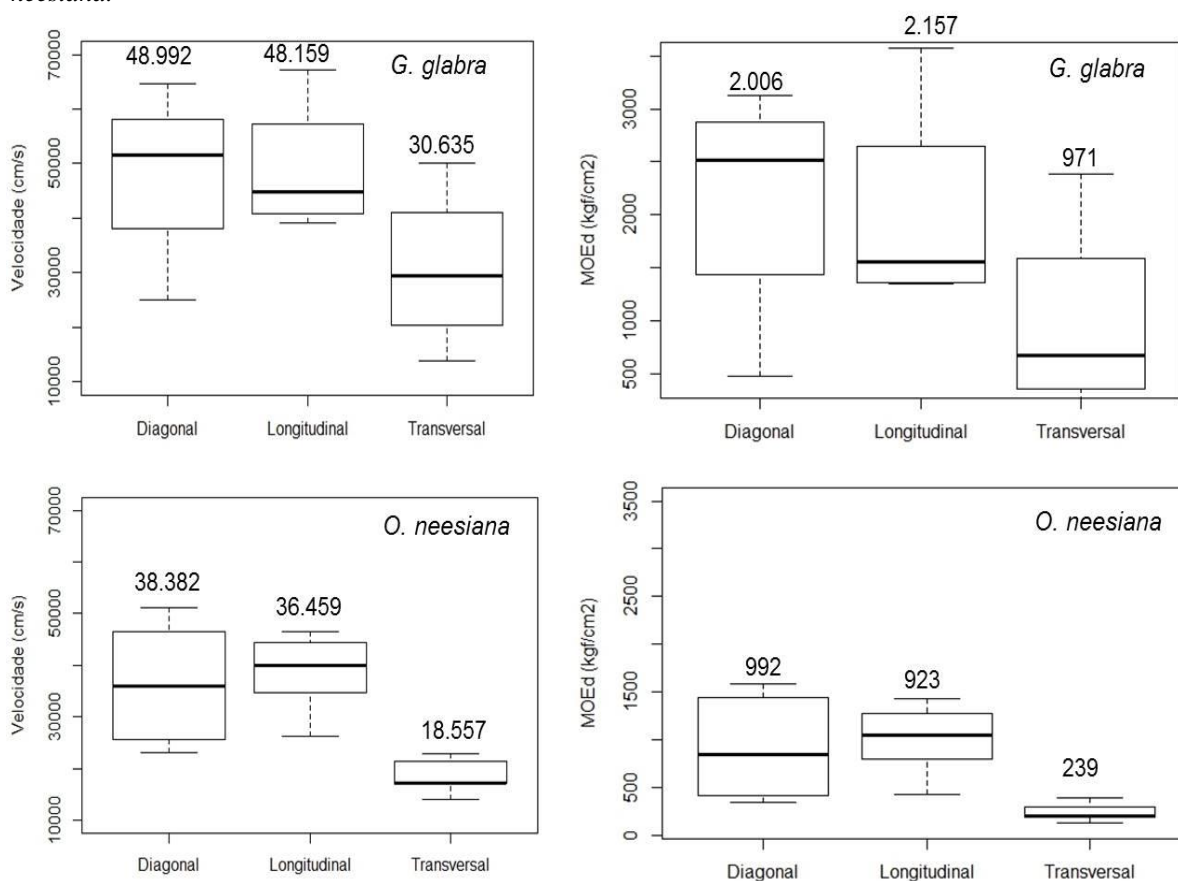 neesiana.
48.992
48.159
30.635
G. glabra
Velocidade (cm/s)
70000
50000
30000
10000
Diagonal
Longitudinal
Transversal
2.006
2.157
971
G. glabra
MOEd (kgf/cm2)
3000
2000
1000
500
Diagonal
Longitudinal
Transversal
38.382
36.459
18.557
O. neesiana
Velocidade (cm/s)
70000
50000
30000
10000
Diagonal
Longitudinal
Transversal
992
923
239
O. neesiana
MOEd (kgf/cm2)
3500
2500
1500
500
0
Diagonal
Longitudinal
Transversal